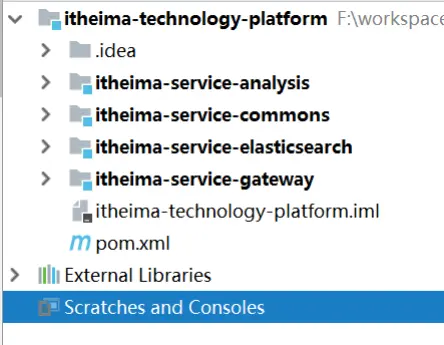 itheima-technology-platform F:\workspace
.idea
itheima-service-analysis
itheima-service-commons
itheima-service-elasticsearch
itheima-service-gateway
itheima-technology-platform.iml
pom.xml
External Libraries
Scratches and Consoles